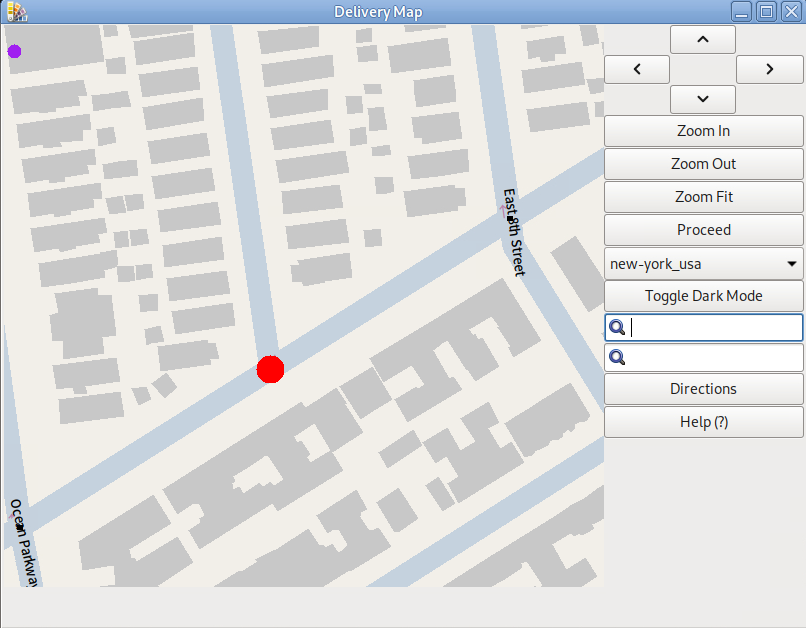 Delivery Map
Zoom In
Zoom Out
Zoom Fit
Proceed
new-york_usa
Toggle Dark Mode
Directions
Help (?)
East 8th Street
Ocean Parkway